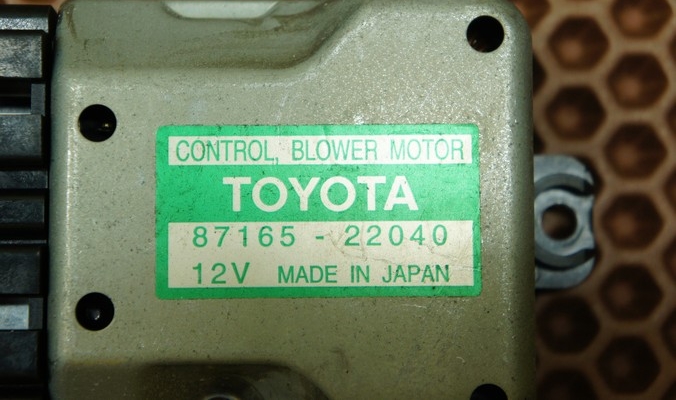 CONTROL, BLOWER MOTOR
TOYOTA
87165 - 22040
12V MADE IN JAPAN